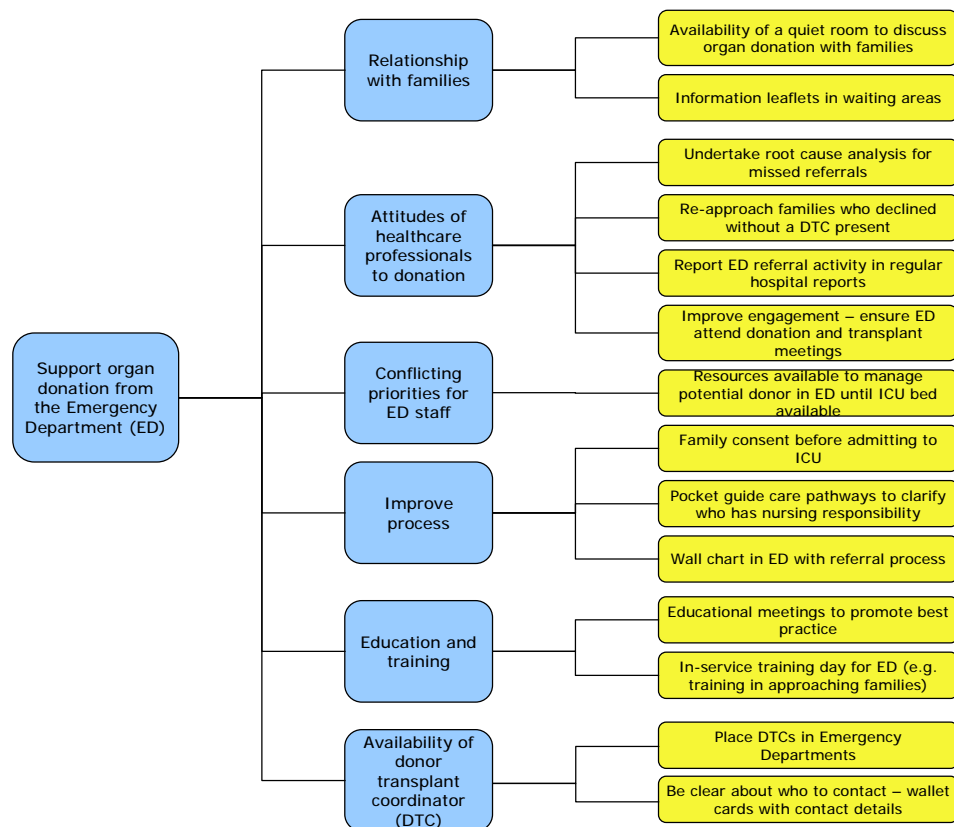 Support organ
donation from
the Emergency
Department (ED)
Relationship
with families
Availability of a quiet room to discuss
organ donation with families
Information leaflets in waiting areas
Attitudes of
healthcare
professionals
to donation
Undertake root cause analysis for
missed referrals
Re-approach families who declined
without a DTC present
Report ED referral activity in regular
hospital reports
Improve engagement – ensure ED
attend donation and transplant
meetings
Conflicting
priorities for
ED staff
Resources available to manage
potential donor in ED until ICU bed
available
Improve
process
Family consent before admitting to
ICU
Pocket guide care pathways to clarify
who has nursing responsibility
Wall chart in ED with referral process
Education and
training
Educational meetings to promote best
practice
In-service training day for ED (e.g.
training in approaching families)
Availability of
donor
transplant
coordinator
(DTC)
Place DTCs in Emergency
Departments
Be clear about who to contact – wallet
cards with contact details